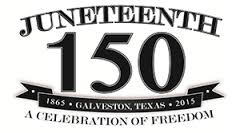 JUNETEENTH
150
1865 • GALVESTON, TEXAS • 2015
A CELEBRATION OF FREEDOM